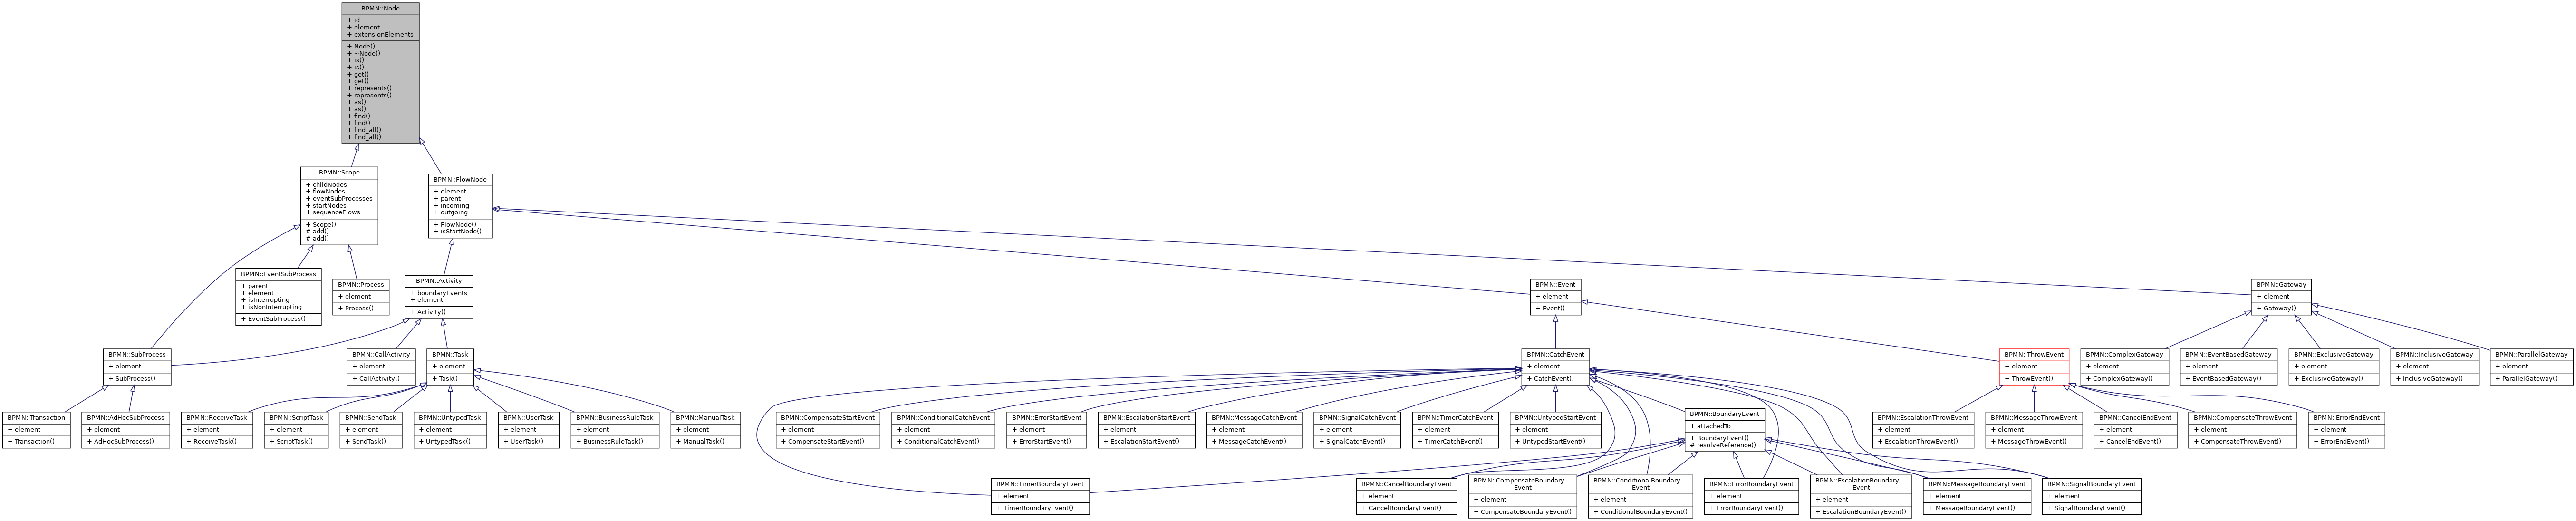 BPMN::Node
+ id
+ element
+ extensionElements
+ Node()
+ ~Node()
+ is()
+ is()
+ get()
+ get()
+ represents()
+ represents()
+ as()
+ as()
+ find()
+ find()
+ find_all()
+ find_all()
BPMN::Scope
+ childNodes
+ flowNodes
+ eventSubProcesses
+ startNodes
+ sequenceFlows
+ Scope()
# add()
# add()
BPMN::FlowNode
+ element
+ parent
+ incoming
+ outgoing
+ FlowNode()
+ isStartNode()
BPMN::EventSubProcess
+ parent
+ element
+ isInterrupting
+ isNonInterrupting
+ EventSubProcess()
BPMN::Process
+ element
+ Process()
BPMN::Activity
+ boundaryEvents
+ element
+ Activity()
BPMN::Event
+ element
+ Event()
BPMN::Gateway
+ element
+ Gateway()
BPMN::SubProcess
+ element
+ SubProcess()
BPMN::CallActivity
+ element
+ CallActivity()
BPMN::Task
+ element
+ Task()
BPMN::CatchEvent
+ element
+ CatchEvent()
BPMN::ThrowEvent
+ element
+ ThrowEvent()
BPMN::ComplexGateway
+ element
+ ComplexGateway()
BPMN::EventBasedGateway
+ element
+ EventBasedGateway()
BPMN::ExclusiveGateway
+ element
+ ExclusiveGateway()
BPMN::InclusiveGateway
+ element
+ InclusiveGateway()
BPMN::ParallelGateway
+ element
+ ParallelGateway()
BPMN::Transaction
+ element
+ Transaction()
BPMN::AdHocSubProcess
+ element
+ AdHocSubProcess()
BPMN::ReceiveTask
+ element
+ ReceiveTask()
BPMN::ScriptTask
+ element
+ ScriptTask()
BPMN::SendTask
+ element
+ SendTask()
BPMN::UntypedTask
+ element
+ UntypedTask()
BPMN::UserTask
+ element
+ UserTask()
BPMN::BusinessRuleTask
+ element
+ BusinessRuleTask()
BPMN::ManualTask
+ element
+ ManualTask()
BPMN::CompensateStartEvent
+ element
+ CompensateStartEvent()
BPMN::ConditionalCatchEvent
+ element
+ ConditionalCatchEvent()
BPMN::ErrorStartEvent
+ element
+ ErrorStartEvent()
BPMN::EscalationStartEvent
+ element
+ EscalationStartEvent()
BPMN::MessageCatchEvent
+ element
+ MessageCatchEvent()
BPMN::SignalCatchEvent
+ element
+ SignalCatchEvent()
BPMN::TimerCatchEvent
+ element
+ TimerCatchEvent()
BPMN::UntypedStartEvent
+ element
+ UntypedStartEvent()
BPMN::BoundaryEvent
+ attachedTo
+ BoundaryEvent()
# resolveReference()
BPMN::EscalationThrowEvent
+ element
+ EscalationThrowEvent()
BPMN::MessageThrowEvent
+ element
+ MessageThrowEvent()
BPMN::CancelEndEvent
+ element
+ CancelEndEvent()
BPMN::CompensateThrowEvent
+ element
+ CompensateThrowEvent()
BPMN::ErrorEndEvent
+ element
+ ErrorEndEvent()
BPMN::TimerBoundaryEvent
+ element
+ TimerBoundaryEvent()
BPMN::CancelBoundaryEvent
+ element
+ CancelBoundaryEvent()
BPMN::CompensateBoundary
Event
+ element
+ CompensateBoundaryEvent()
BPMN::ConditionalBoundary
Event
+ element
+ ConditionalBoundaryEvent()
BPMN::ErrorBoundaryEvent
+ element
+ ErrorBoundaryEvent()
BPMN::EscalationBoundary
Event
+ element
+ EscalationBoundaryEvent()
BPMN::MessageBoundaryEvent
+ element
+ MessageBoundaryEvent()
BPMN::SignalBoundaryEvent
+ element
+ SignalBoundaryEvent()